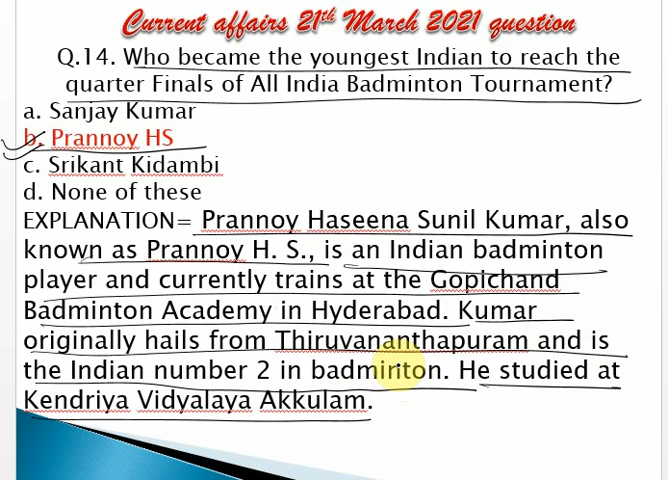 Current affairs 21th March 2021 question
Q.14. Who became the youngest Indian to reach the
quarter Finals of All India Badminton Tournament?
a. Sanjay Kumar
b. Prannoy HS
c. Srikant Kidambi
d. None of these
EXPLANATION= Prannoy Haseena Sunil Kumar, also
known as Prannoy H. S., is an Indian badminton
player and currently trains at the Gopichand
Badminton Academy in Hyderabad. Kumar
originally hails from Thiruvananthapuram and is
the Indian number 2 in badminton. He studied at
Kendriya Vidyalaya Akkulam.